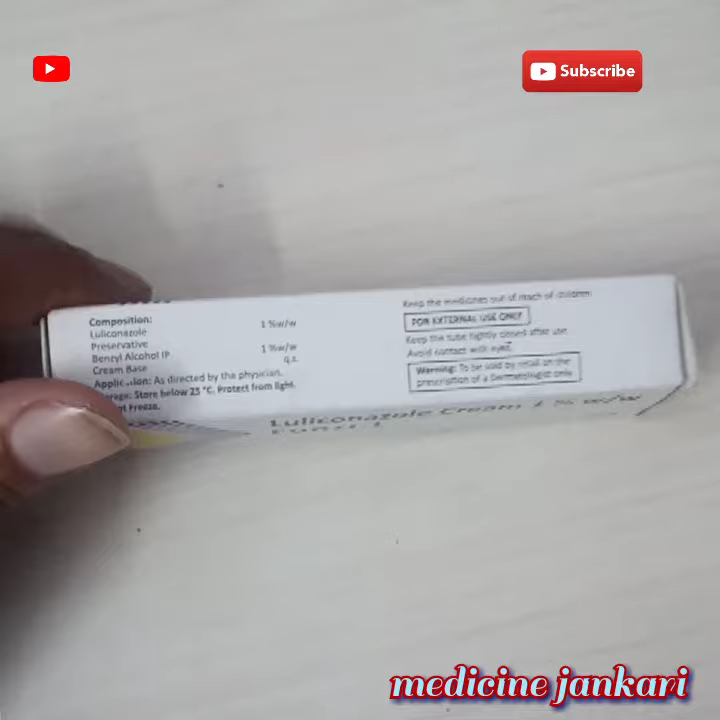 Subscribe
Composition:
Luliconazole 1 %w/w
Preservative
Benzyl Alcohol IP 1 %w/w
Cream Base q.s.
As directed by the physician.
Store below 25 °C. Protect from light.
Freeze.
Keep the medicines out of reach of children
FOR EXTERNAL USE ONLY
Keep the tube tightly closed after use
Avoid contact with eyes
Warning: To be sold by retail on the
prescription of a Dermatologist only
Luliconazole Cream 1 % w/w
medicine jankari